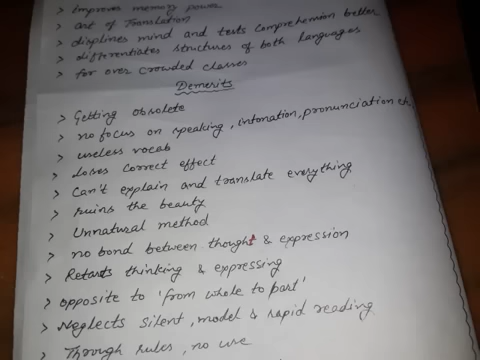 > Improves memory power
> art of Translation
> displines mind and tests comprehension better
> differentiates structures of both languages
> for over crowded classes
Demerits
> Getting obsolete
> no focus on speaking, intonation, pronunciation etc.
> useless vocab
> Loses correct effect
> Can't explain and translate everything
> Ruins the beauty
> Unnatural method
> no bond between thought & expression
> Retards thinking & expressing
> opposite to 'from whole to part'
> Neglects silent, model & rapid reading
> Through rules, no use